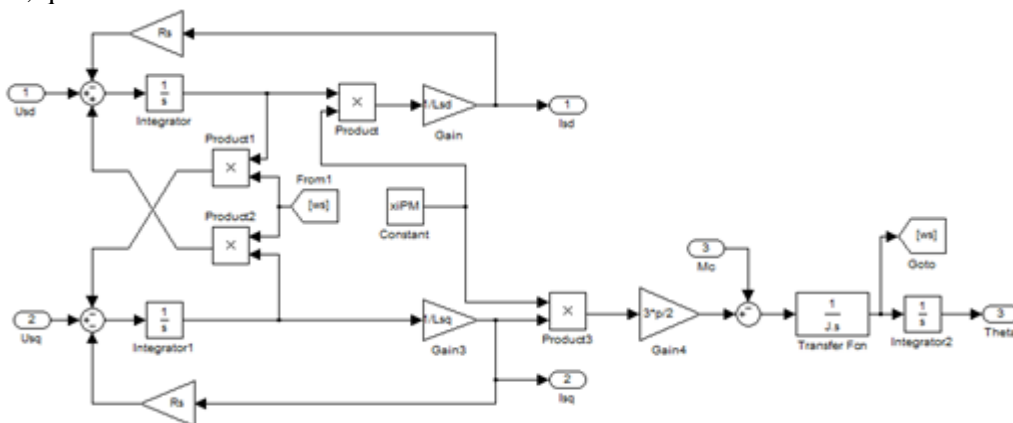 Rs
1
Usd
1
s
Integrator
×
Product
1/Lsd
Gain
1
Isd
Product1
×
From1
[ws]
Product2
×
xiPM
Constant
3
Mc
[ws]
Goto
2
Usq
1
s
Integrator1
1/Lsq
Gain3
×
Product3
3*p/2
Gain4
1
J.s
Transfer Fcn
1
s
Integrator2
3
Theta
2
Isq
Rs